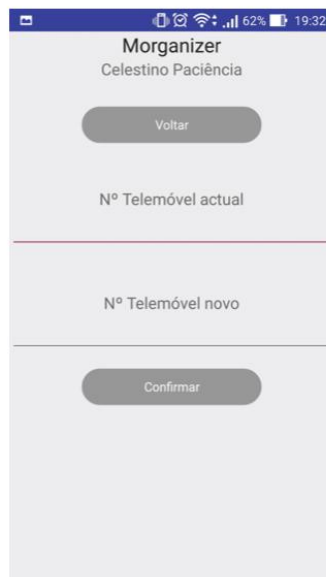 62% 19:32
Morganizer
Celestino Paciência
Voltar
Nº Telemóvel actual
Nº Telemóvel novo
Confirmar